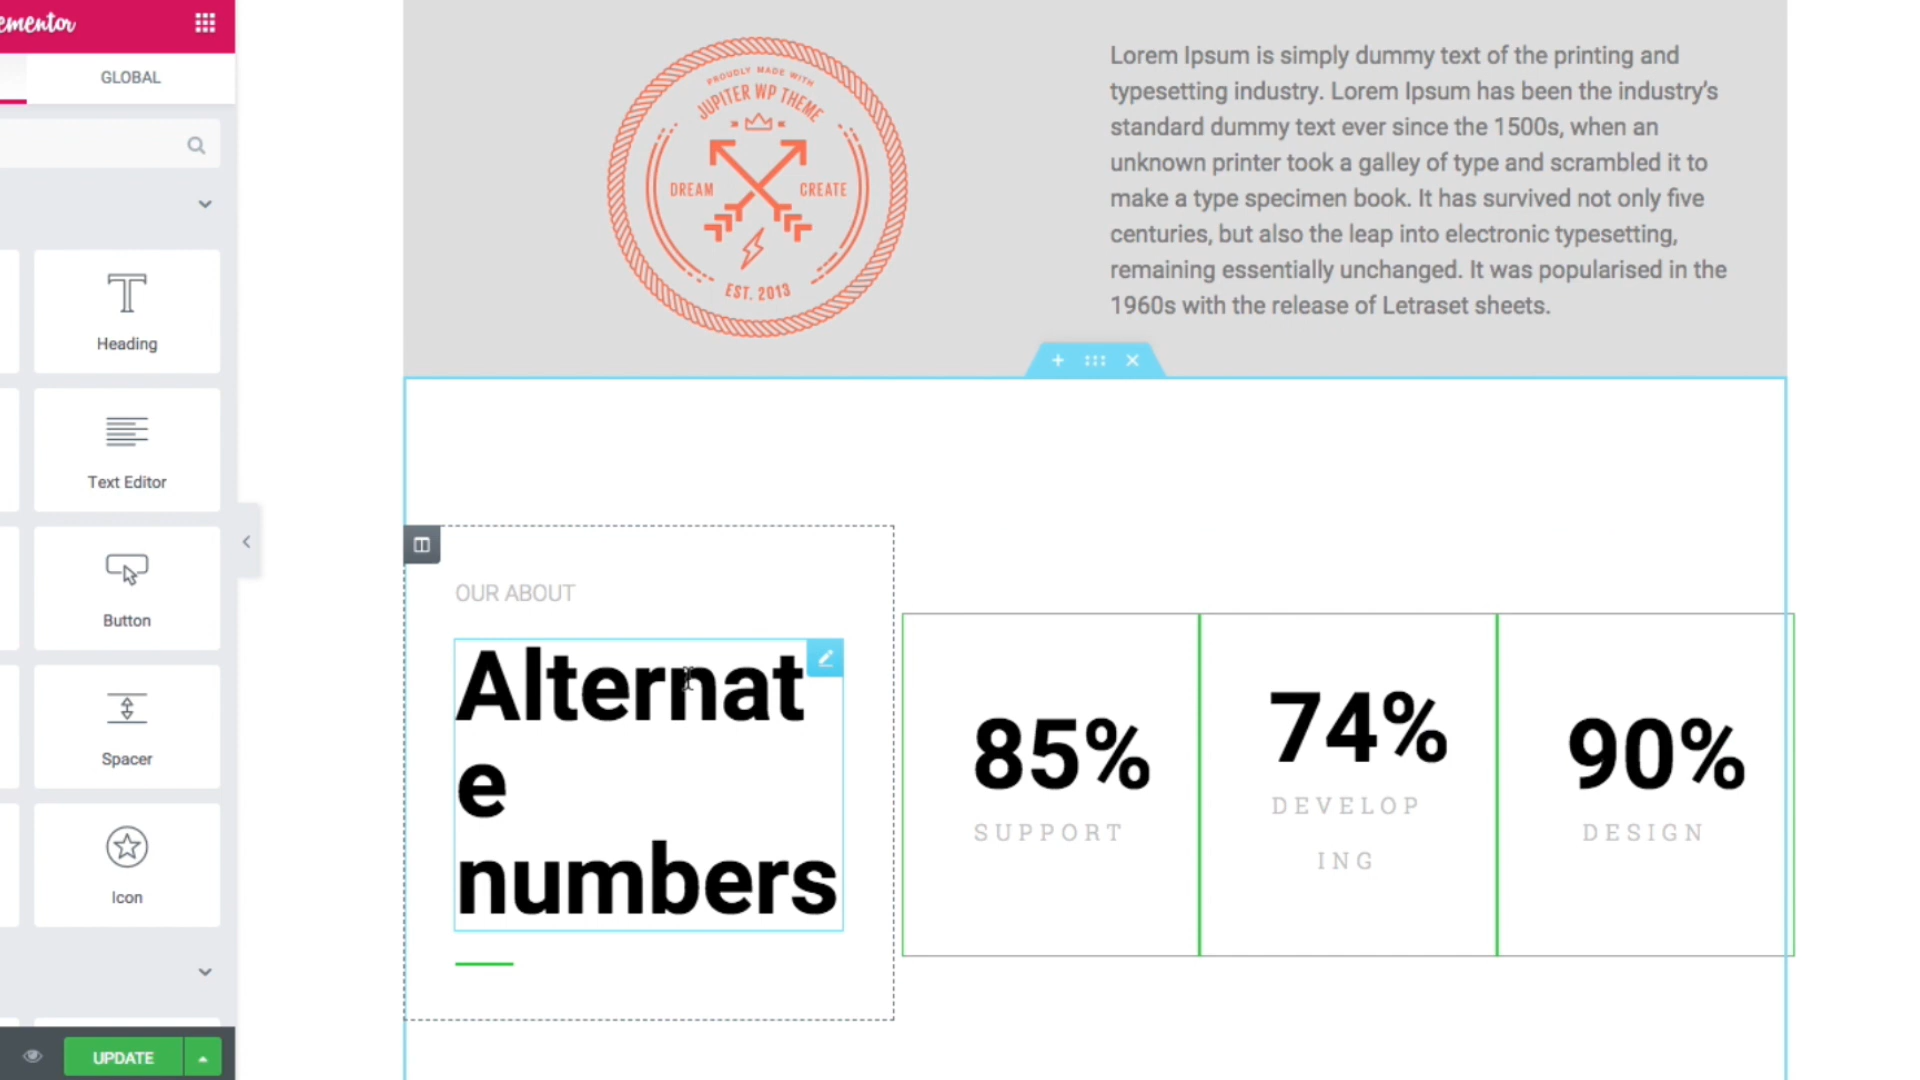 ementor
GLOBAL
Heading
Text Editor
Button
Spacer
Icon
UPDATE
PROUDLY MADE WITH
JUPITER WP THEME
DREAM CREATE
EST. 2013
Lorem Ipsum is simply dummy text of the printing and
typesetting industry. Lorem Ipsum has been the industry's
standard dummy text ever since the 1500s, when an
unknown printer took a galley of type and scrambled it to
make a type specimen book. It has survived not only five
centuries, but also the leap into electronic typesetting,
remaining essentially unchanged. It was popularised in the
1960s with the release of Letraset sheets.
OUR ABOUT
Alternat
e
numbers
85%
SUPPORT
74%
DEVELOP
ING
90%
DESIGN